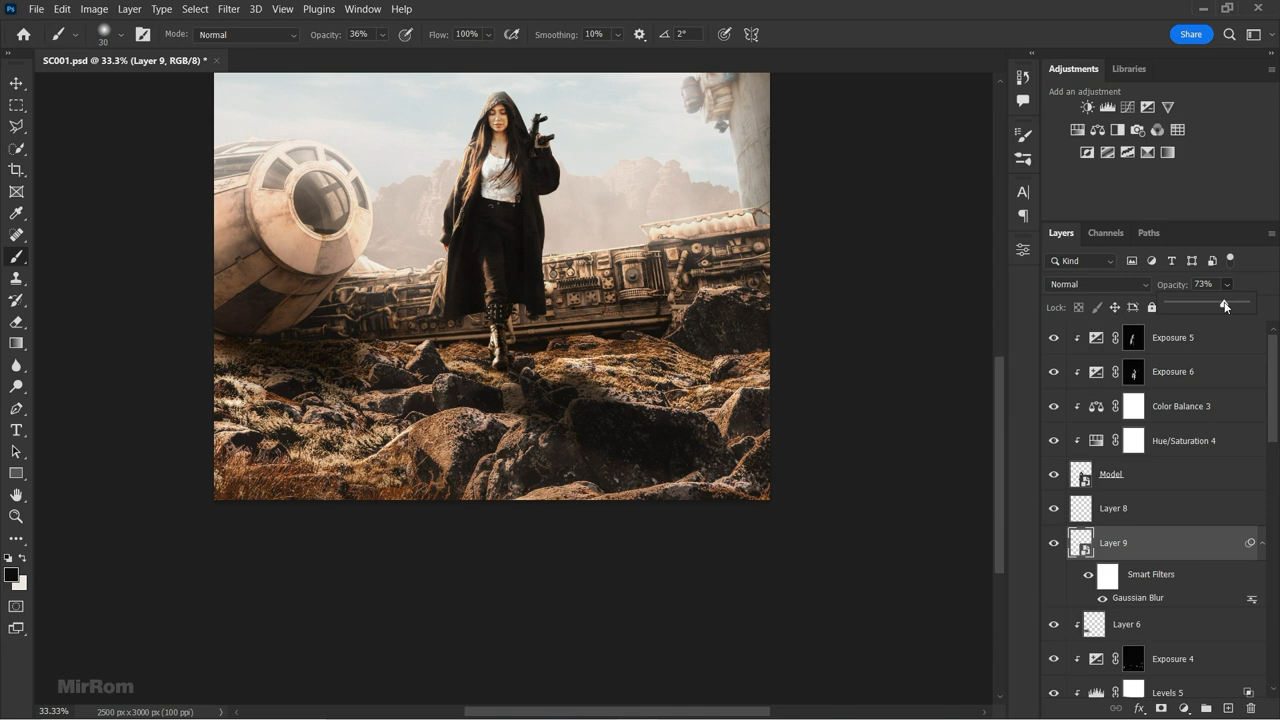 Ps File Edit Image Layer Type Select Filter 3D View Plugins Window Help
30 Mode: Normal Opacity: 36% Flow: 100% Smoothing: 10% 2° Share
SC001.psd @ 33.3% (Layer 9, RGB/8) *
Adjustments Libraries
Add an adjustment
Layers Channels Paths
Kind
Normal Opacity: 73%
Lock:
Exposure 5
Exposure 6
Color Balance 3
Hue/Saturation 4
Model
Layer 8
Layer 9
Smart Filters
Gaussian Blur
Layer 6
Exposure 4
Levels 5
MirRom
33.33% 2500 px x 3000 px (100 ppi)
fx